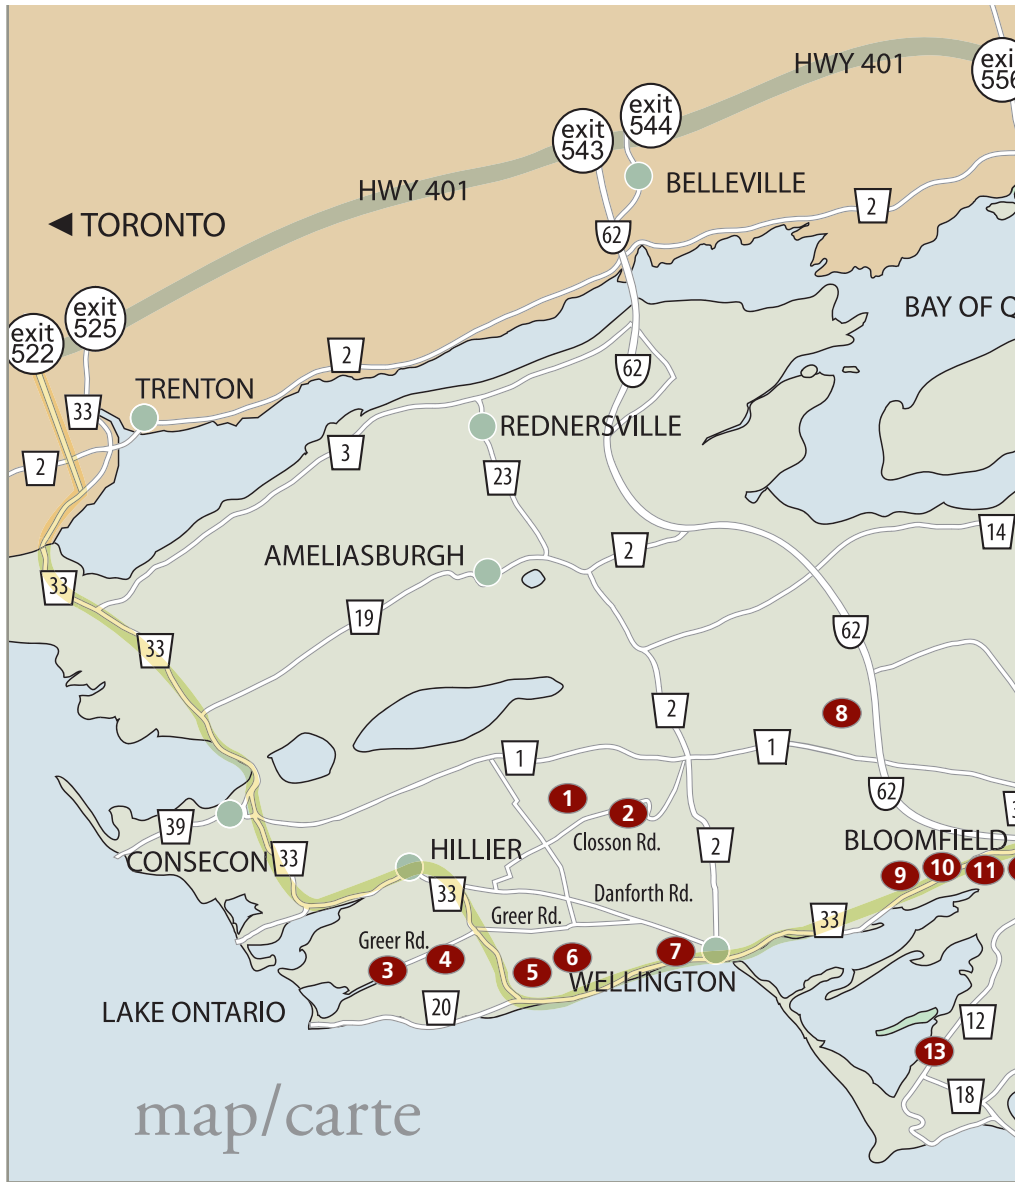 HWY 401
exit
556
exit
544
exit
543
BELLEVILLE
HWY 401
2
TORONTO
62
exit
525
exit
522
BAY OF
2
62
TRENTON
33
REDNERSVILLE
3
2
23
14
AMELIASBURGH
2
33
19
62
33
2
8
1
1
62
1
2
39
Closson Rd.
BLOOMFIELD
CONSECON
33
HILLIER
2
9
10
11
33
Danforth Rd.
Greer Rd.
33
Greer Rd.
3
4
5
6
7
WELLINGTON
LAKE ONTARIO
20
12
13
18
map/carte